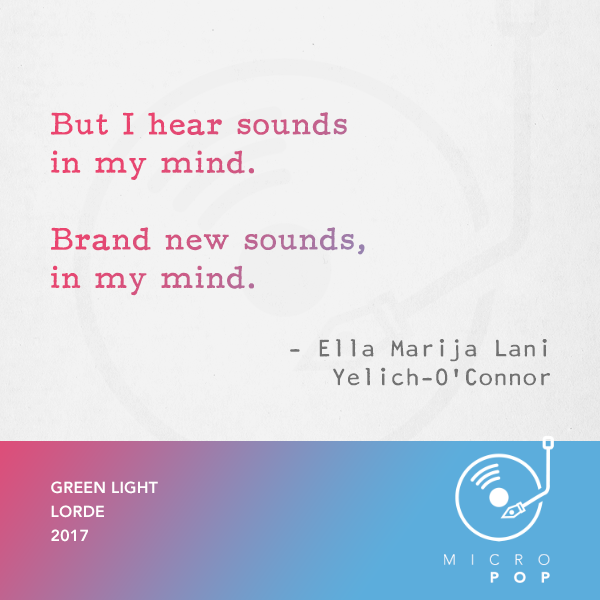 But I hear sounds
in my mind.
Brand new sounds,
in my mind.
- Ella Marija Lani
Yelich-O'Connor
GREEN LIGHT
LORDE
2017
MICRO
POP